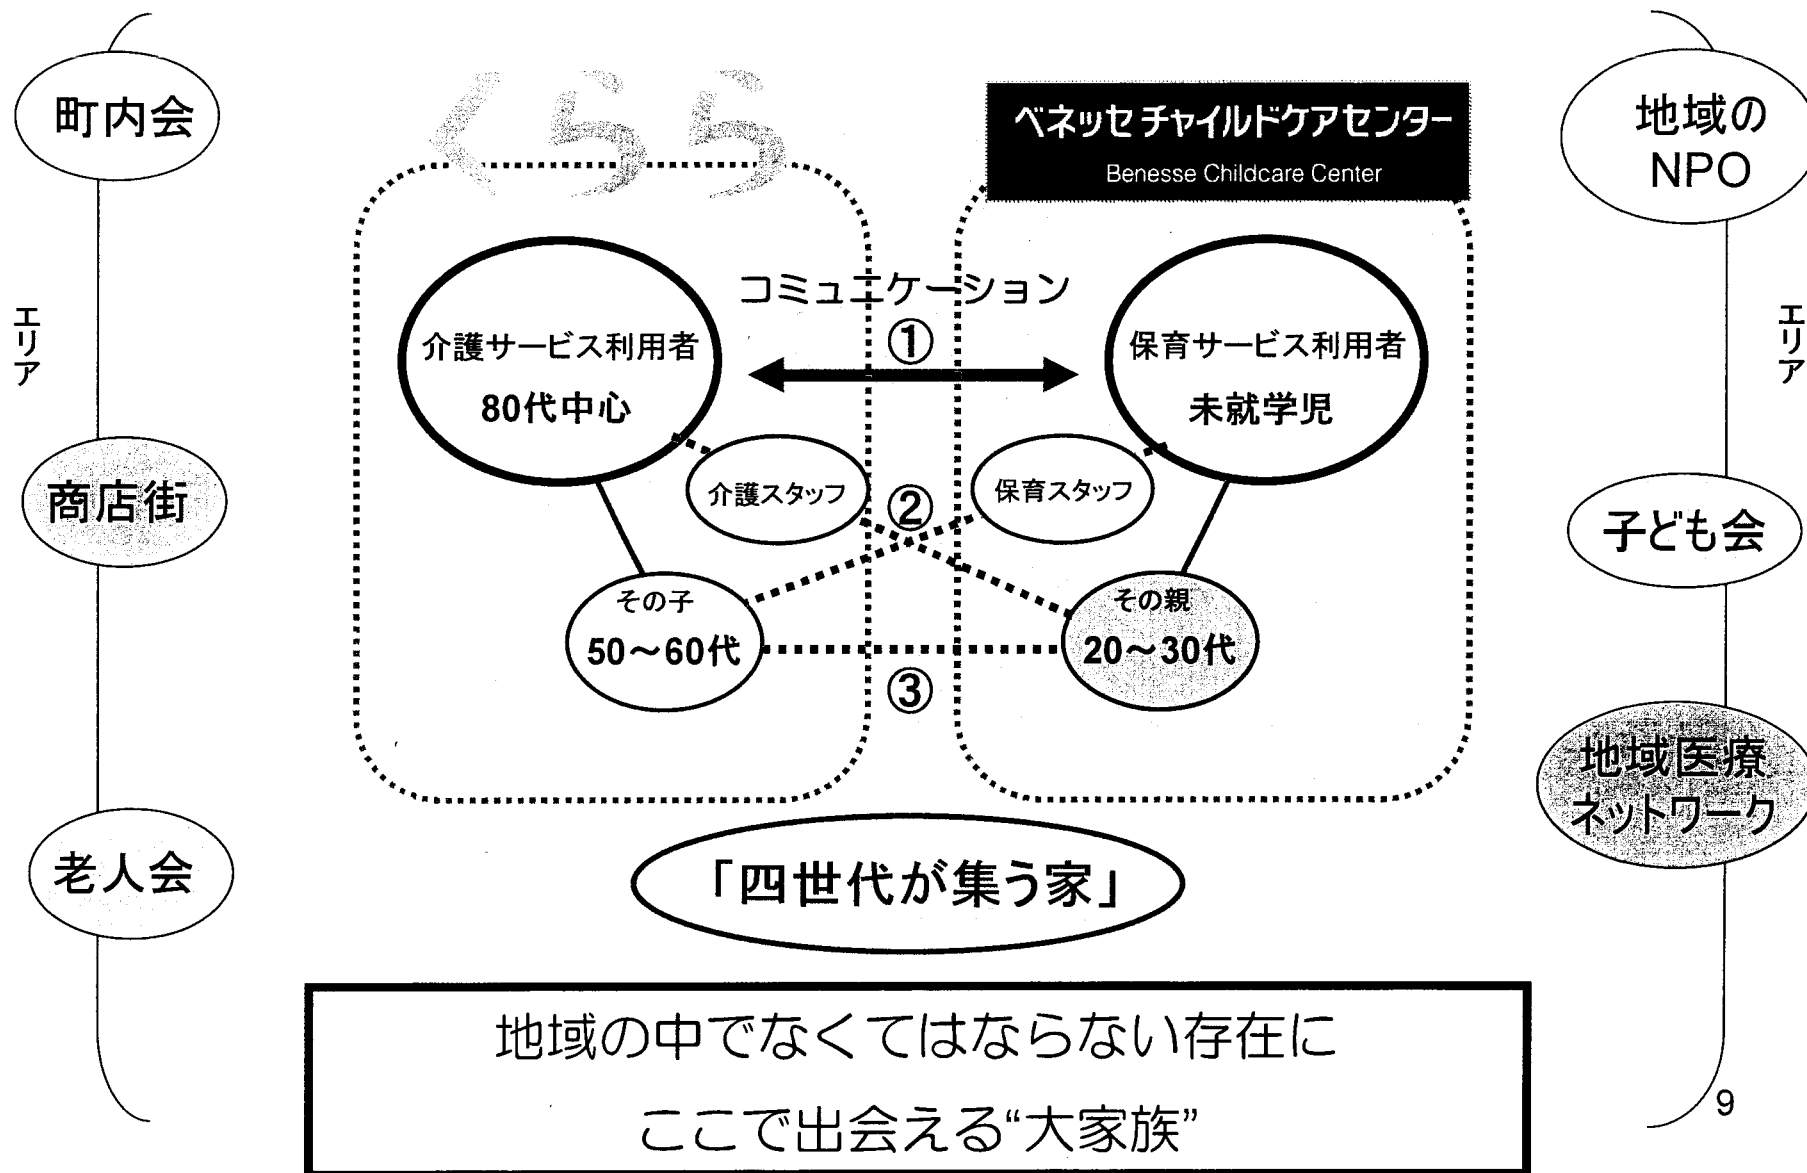 町内会
エリア
商店街
老人会
くらら
介護サービス利用者
80代中心
介護スタッフ
その子
50～60代
コミュニケーション
①
②
③
ベネッセチャイルドケアセンター
Benesse Childcare Center
保育サービス利用者
未就学児
保育スタッフ
その親
20～30代
地域の
NPO
エリア
子ども会
地域医療
ネットワーク
「四世代が集う家」
地域の中でなくてはならない存在に
ここで出会える“大家族”
9